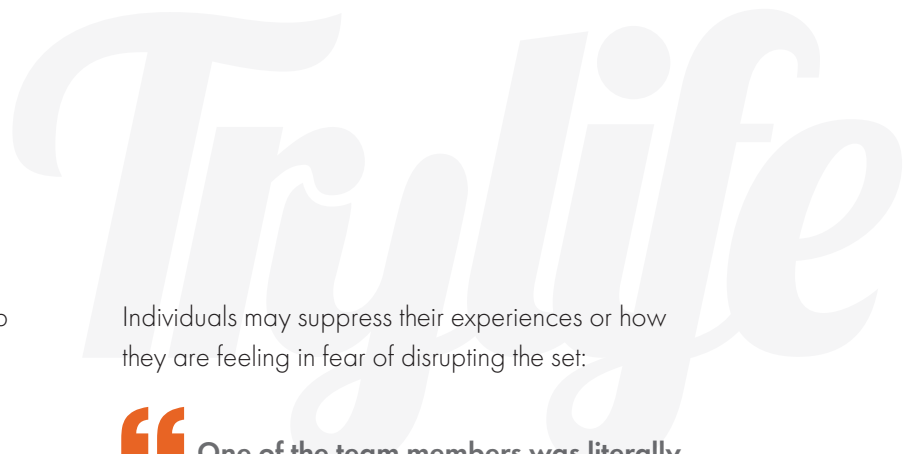 Trylife
Individuals may suppress their experiences or how
they are feeling in fear of disrupting the set:
“ One of the team members was literally